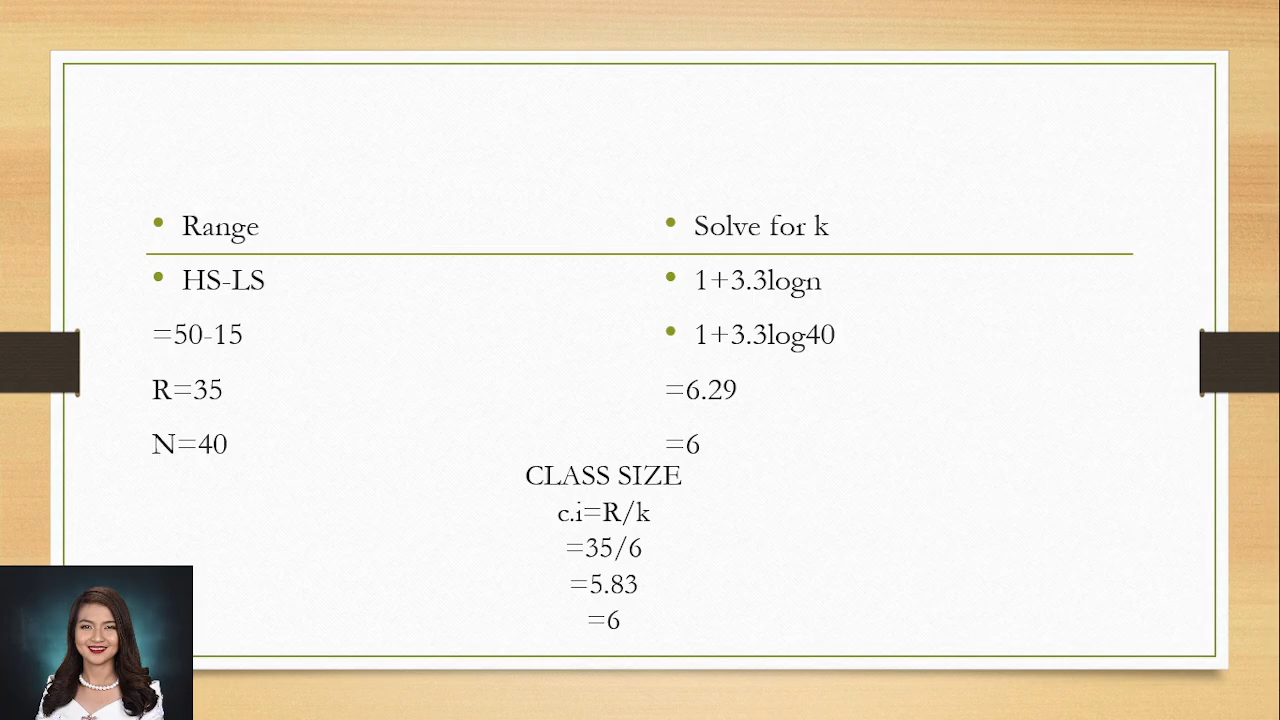 Range
HS-LS
=50-15
R=35
N=40
Solve for k
1+3.3logn
1+3.3log40
=6.29
=6
CLASS SIZE
c.i=R/k
=35/6
=5.83
=6